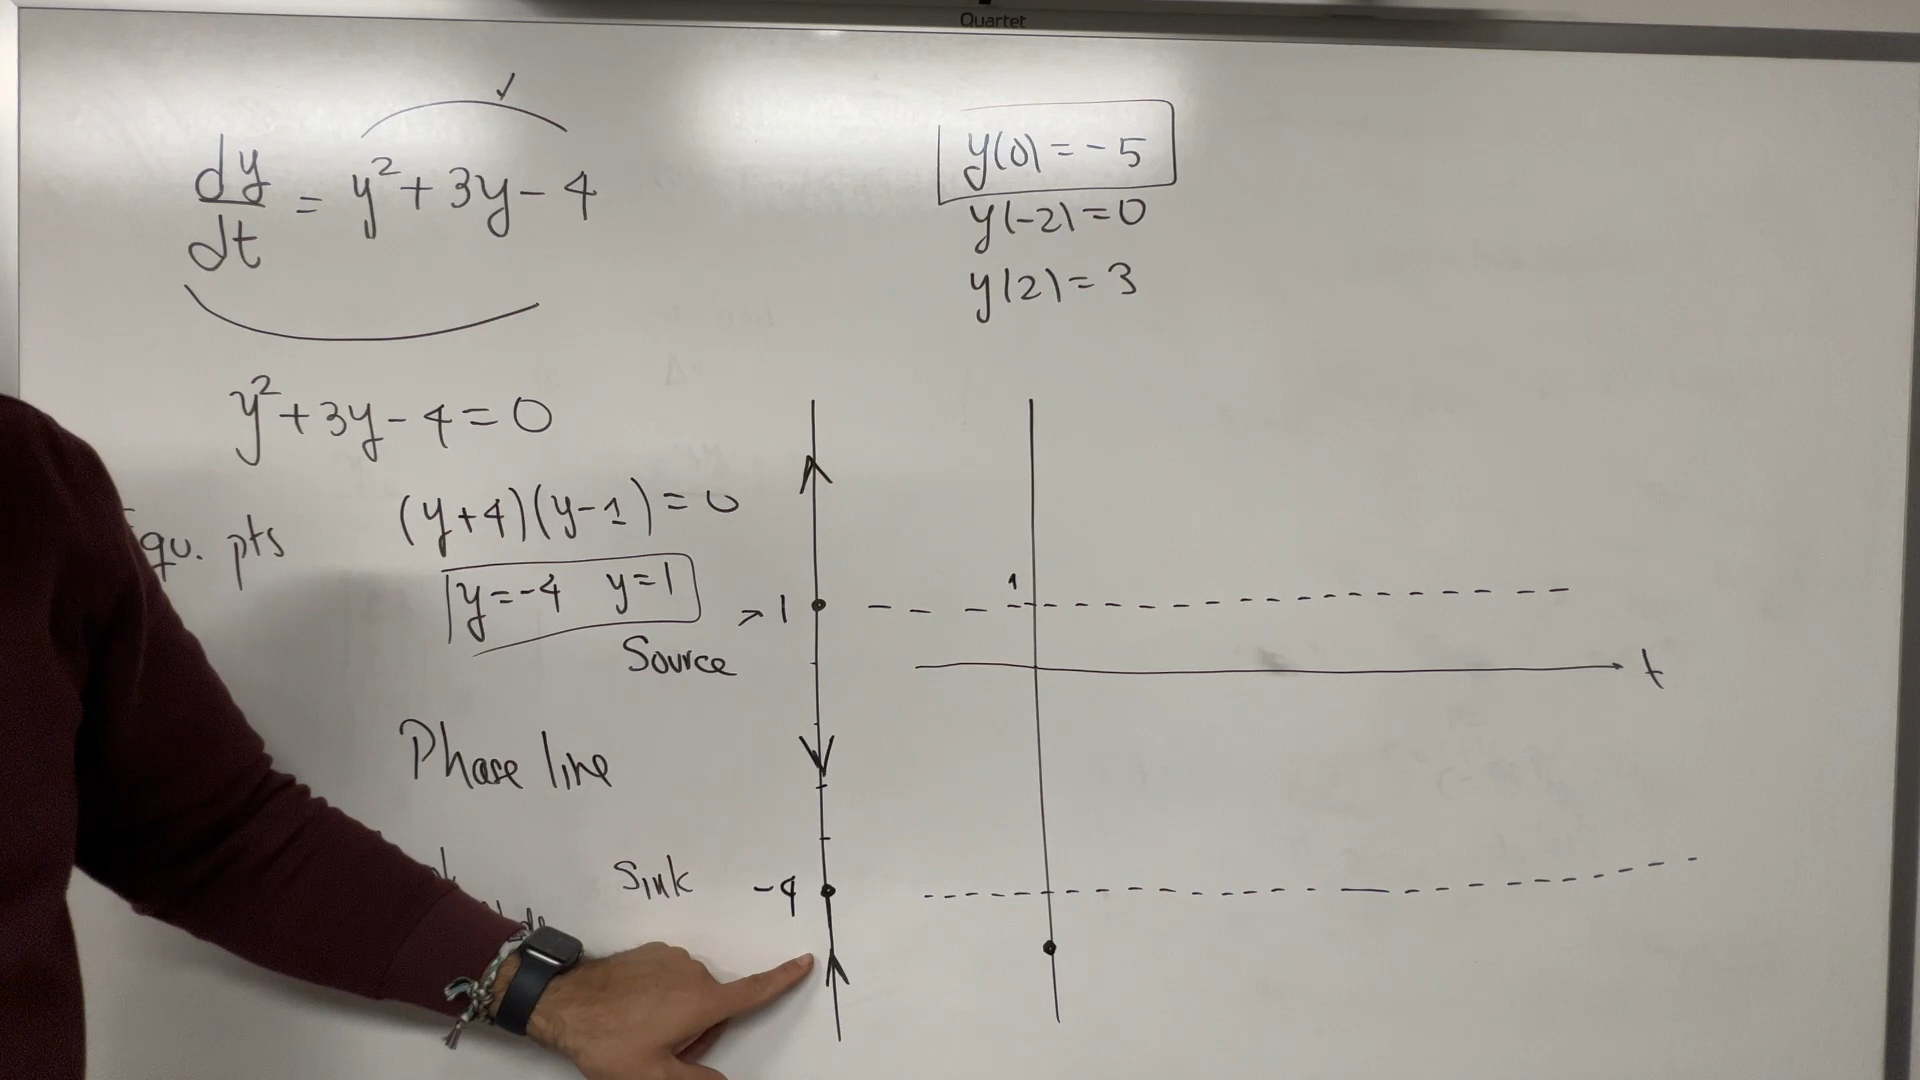 Quartet
dy/dt = y² + 3y - 4
y(0) = -5
y(-2) = 0
y(2) = 3
y² + 3y - 4 = 0
(y+4)(y-1) = 0
qu. pts
y=-4 y=1
> 1
1
Source
t
Phase line
Sink
-4